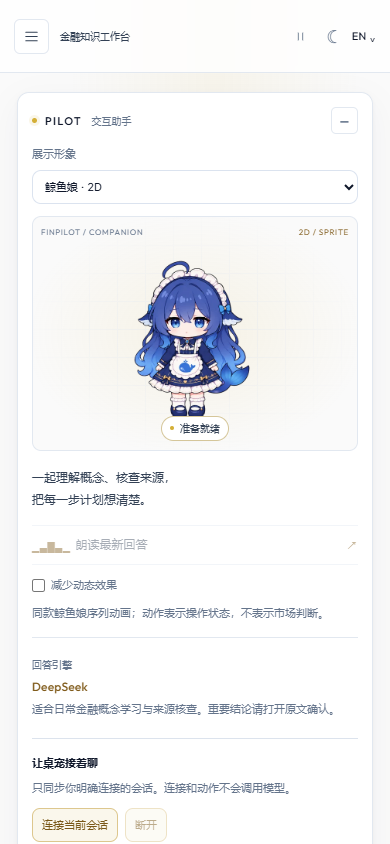 金融知识工作台
EN
PILOT 交互助手
展示形象
鲸鱼娘 · 2D
FINPILOT / COMPANION
2D / SPRITE
准备就绪
一起理解概念、核查来源，
把每一步计划想清楚。
朗读最新回答
减少动态效果
同款鲸鱼娘序列动画；动作表示操作状态，不表示市场判断。
回答引擎
DeepSeek
适合日常金融概念学习与来源核查。重要结论请打开原文确认。
让桌宠接着聊
只同步你明确连接的会话。连接和动作不会调用模型。
连接当前会话
断开